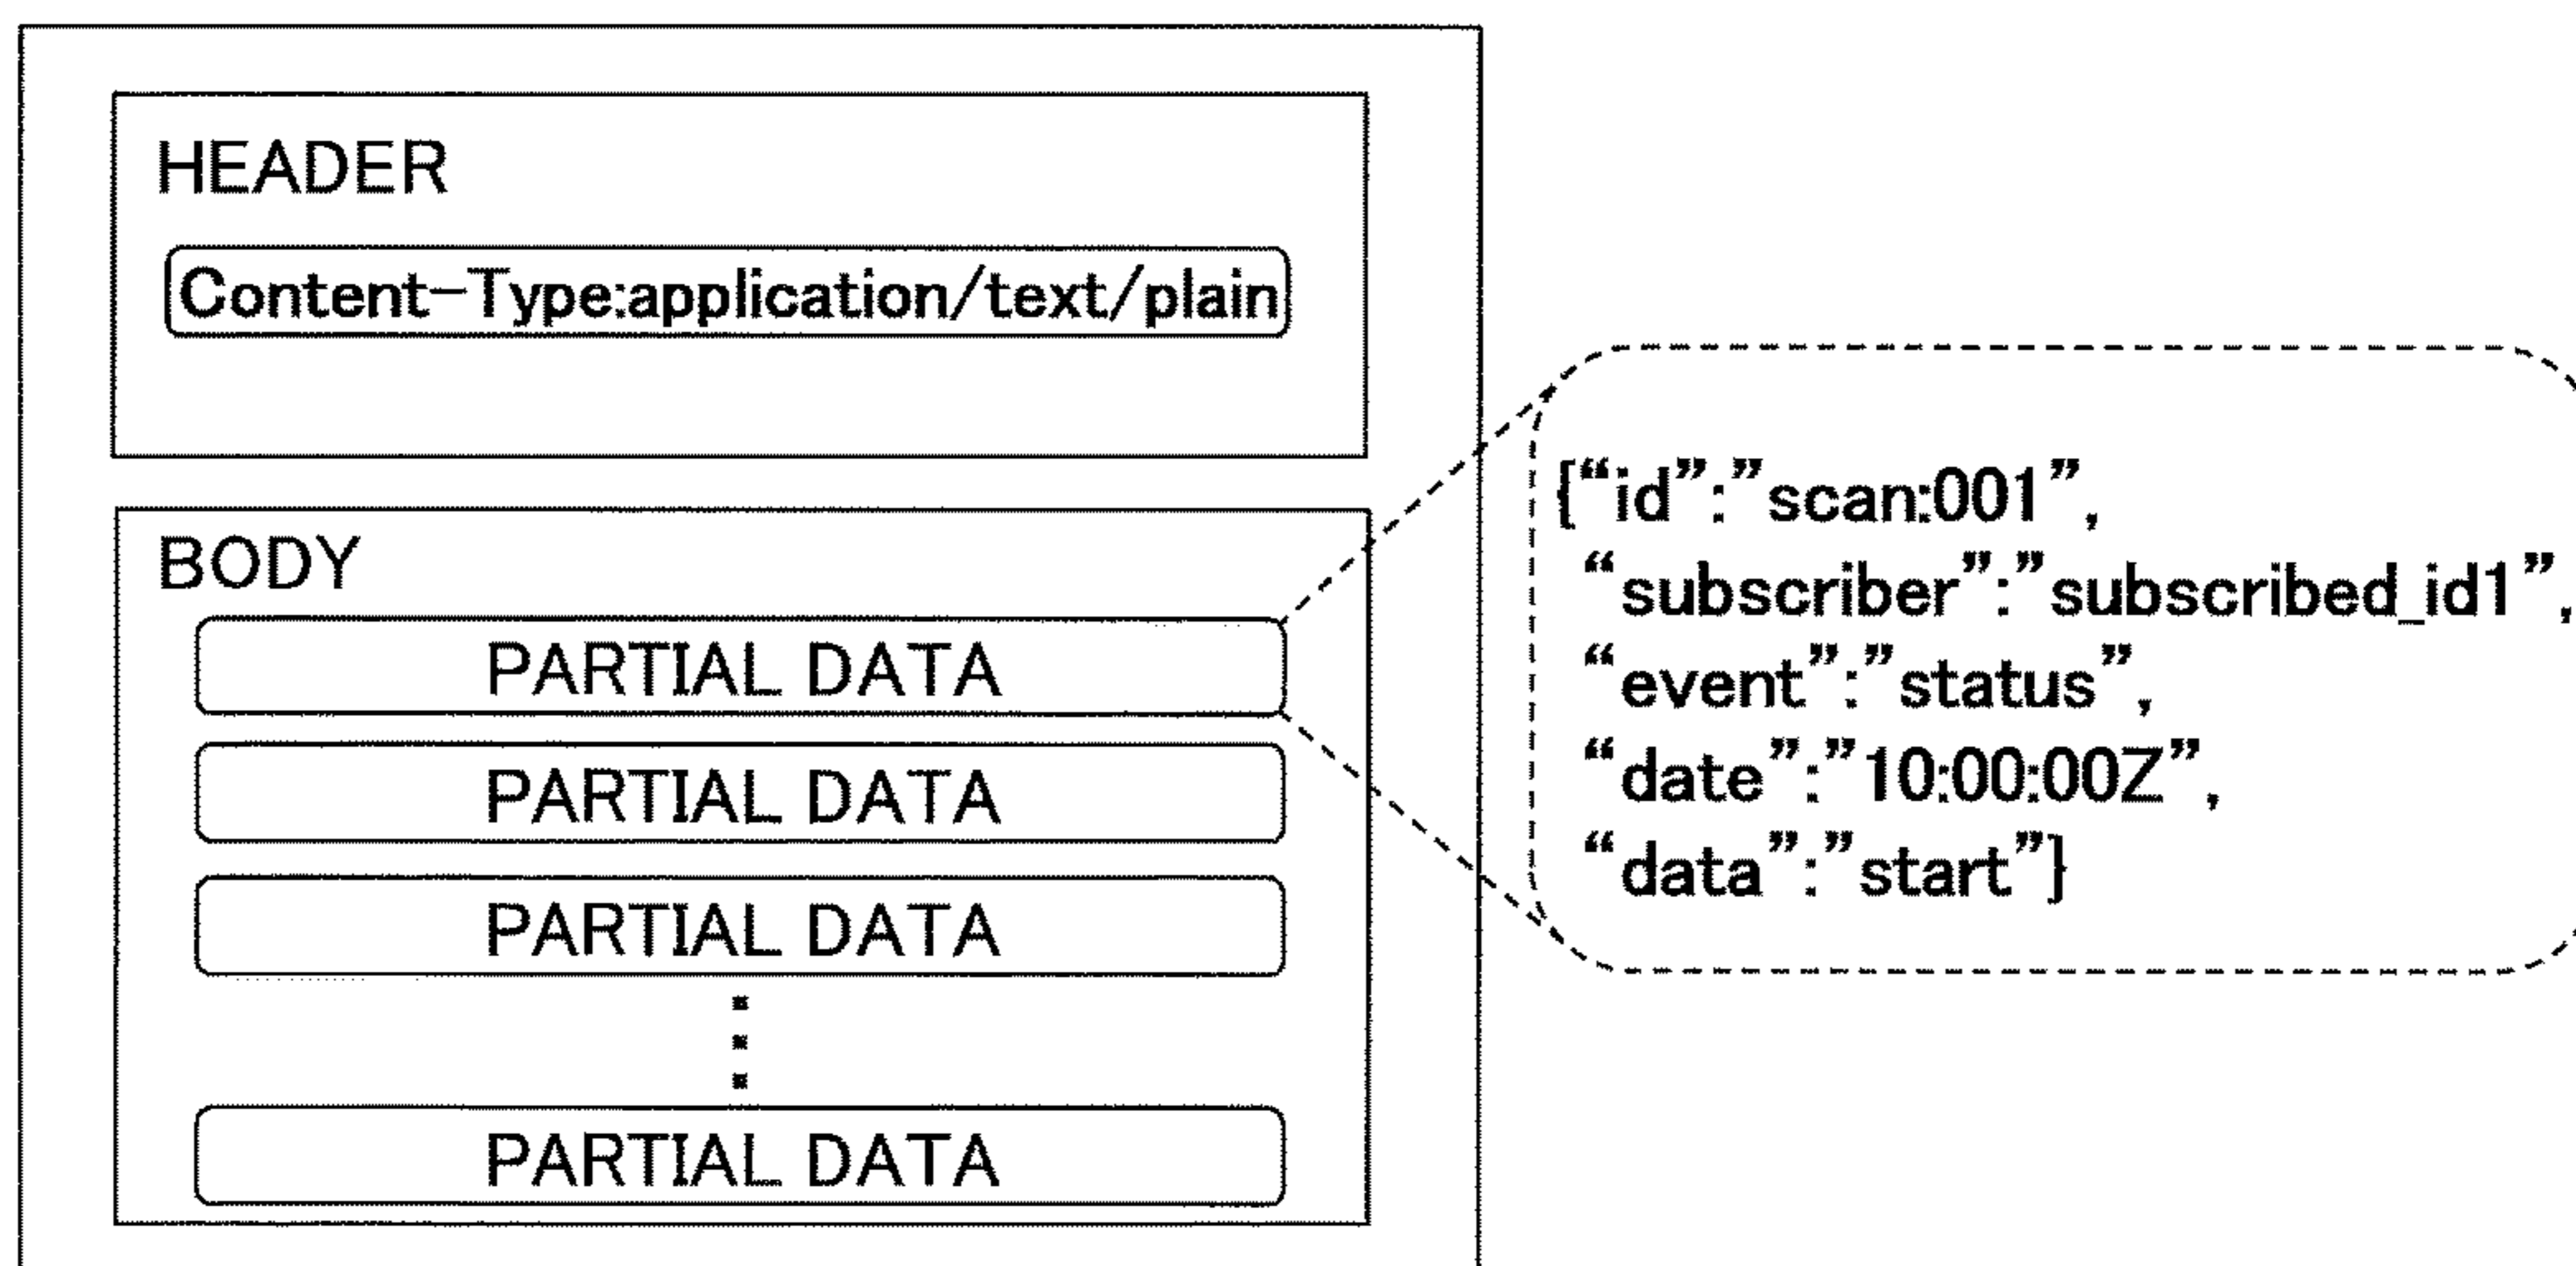 HEADER
Content-Type:application/text/plain
BODY
PARTIAL DATA
PARTIAL DATA
PARTIAL DATA
PARTIAL DATA
{“id”:”scan:001”,
“subscriber”:”subscribed_id1”,
“event”:”status”,
“date”:”10:00:00Z”,
“data”:”start”}